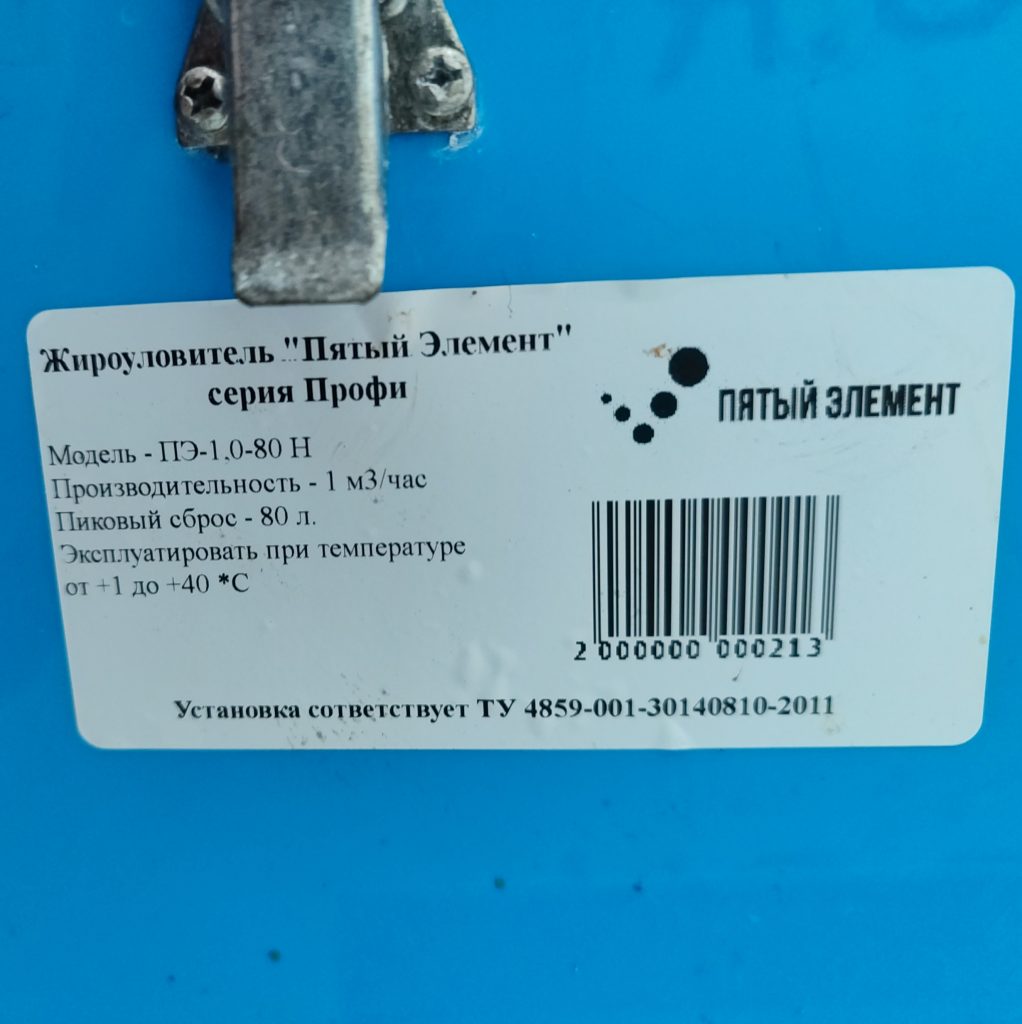 Жироуловитель "Пятый Элемент"
серия Профи
ПЯТЫЙ ЭЛЕМЕНТ
Модель - ПЭ-1,0-80 Н
Производительность - 1 м3/час
Пиковый сброс - 80 л.
Эксплуатировать при температуре
от +1 до +40 *С
2 000000 000213
Установка сответствует ТУ 4859-001-30140810-2011